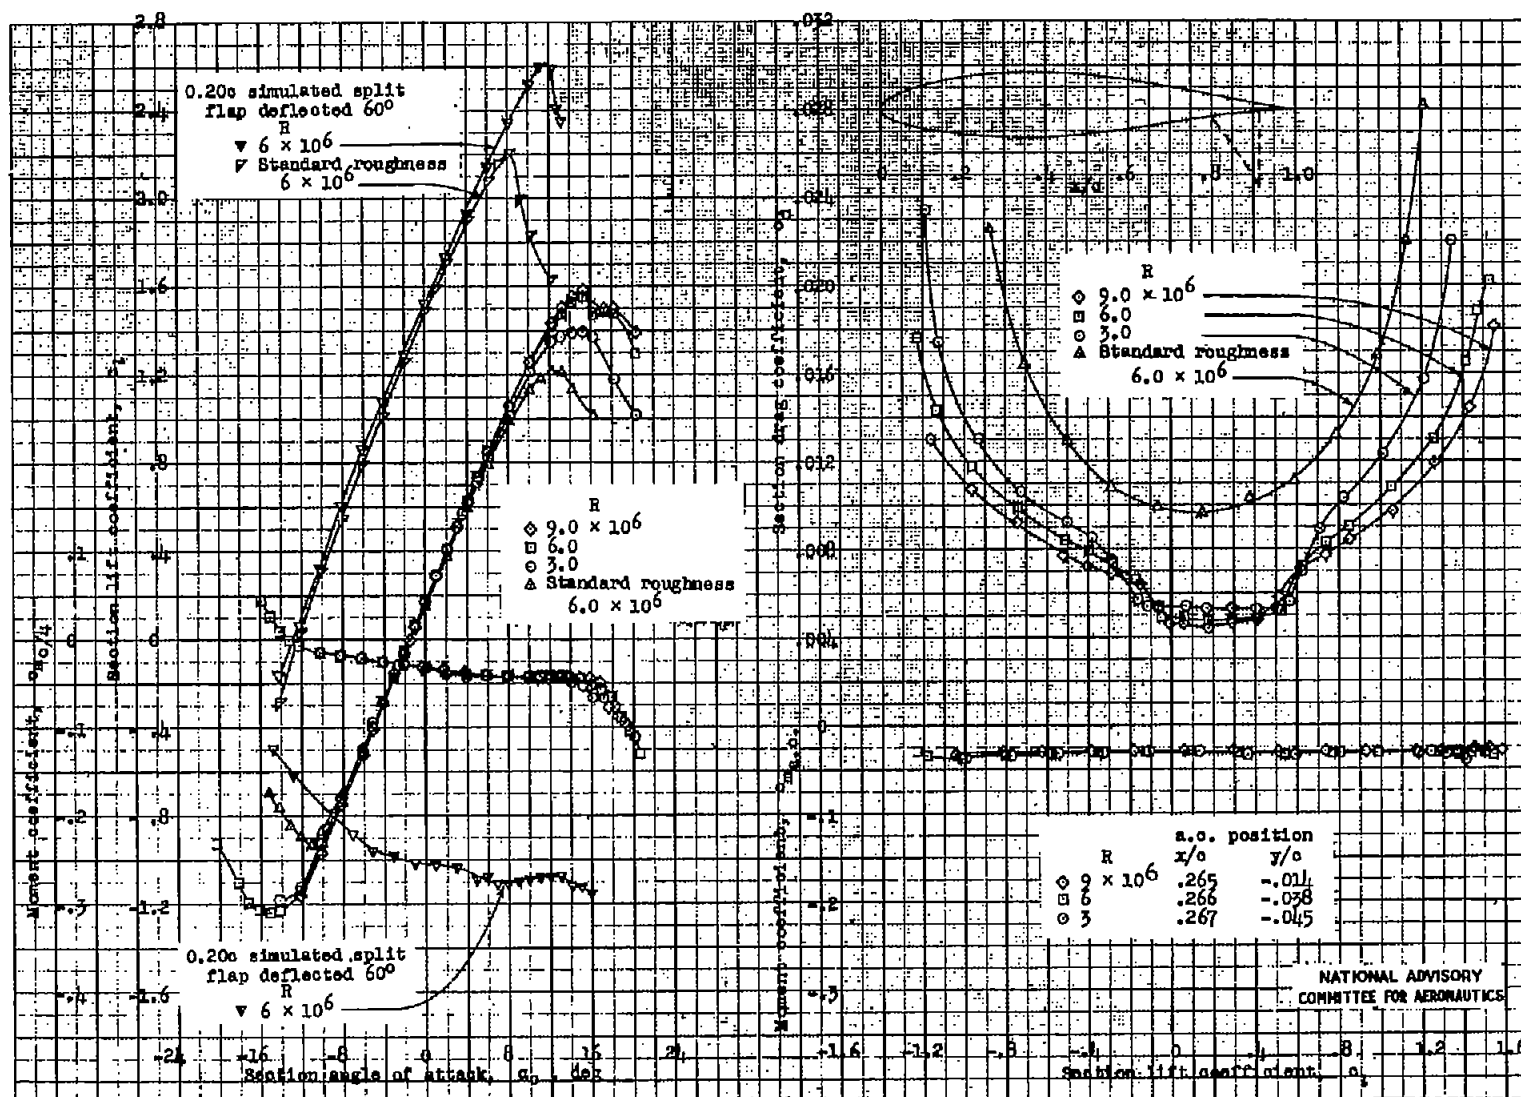 2.8
0.20c simulated split
flap deflected 60°
R
▼ 6 × 10⁶
Standard roughness
6 × 10⁶
2.4
2.0
1.6
1.2
.8
.4
0
-.4
-.8
-1.2
-1.6
Section lift coefficient, c_l
.1
0
-.1
-.2
-.3
-.4
Moment coefficient, c_mc/4
R
◇ 9.0 × 10⁶
□ 6.0
○ 3.0
△ Standard roughness
6.0 × 10⁶
0.20c simulated split
flap deflected 60°
R
▼ 6 × 10⁶
-24 -16 -8 0 8 16 24
Section angle of attack, α₀, deg
.032
.028
.024
.020
.016
.012
.008
.004
0
Section drag coefficient, c_d
0 .2 .4 .6 .8 1.0
x/c
R
◇ 9.0 × 10⁶
□ 6.0
○ 3.0
△ Standard roughness
6.0 × 10⁶
-.1
-.2
-.3
Moment coefficient, c_ma.c.
a.c. position
R x/c y/c
◇ 9 × 10⁶ .265 -.014
□ 6 .266 -.038
○ 3 .267 -.045
NATIONAL ADVISORY
COMMITTEE FOR AERONAUTICS
-1.6 -1.2 -.8 -.4 0 .4 .8 1.2 1.6
Section lift coefficient, c_l